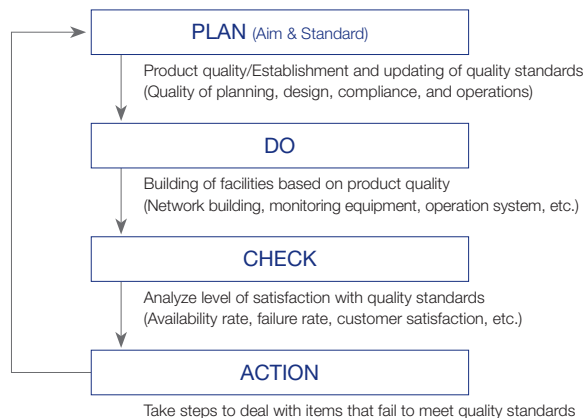 PLAN (Aim & Standard)
Product quality/Establishment and updating of quality standards
(Quality of planning, design, compliance, and operations)
DO
Building of facilities based on product quality
(Network building, monitoring equipment, operation system, etc.)
CHECK
Analyze level of satisfaction with quality standards
(Availability rate, failure rate, customer satisfaction, etc.)
ACTION
Take steps to deal with items that fail to meet quality standards